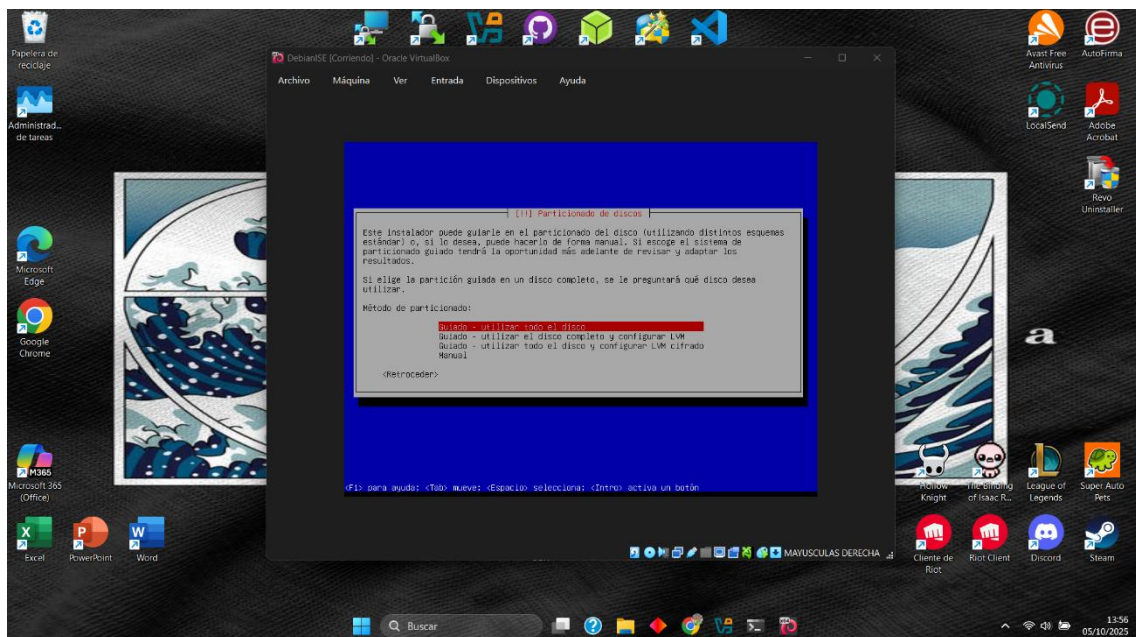 Papelera de
reciclaje
Administrad...
de tareas
Microsoft
Edge
Google
Chrome
M365
Microsoft 365
(Office)
Excel
PowerPoint
Word
DebianISE [Corriendo] - Oracle VirtualBox
Archivo Máquina Ver Entrada Dispositivos Ayuda
[!!] Particionado de discos
Este instalador puede guiarle en el particionado del disco (utilizando distintos esquemas
estándar) o, si lo desea, puede hacerlo de forma manual. Si escoge el sistema de
particionado guiado tendrá la oportunidad más adelante de revisar y adaptar los
resultados.
Si elige la partición guiada en un disco completo, se le preguntará qué disco desea
utilizar.
Método de particionado:
Guiado - utilizar todo el disco
Guiado - utilizar el disco completo y configurar LVM
Guiado - utilizar todo el disco y configurar LVM cifrado
Manual
<Retroceder>
<F1> para ayuda; <Tab> mueve; <Espacio> selecciona; <Intro> activa un botón
MAYUSCULAS DERECHA
Avast Free
Antivirus
AutoFirma
LocalSend
Adobe
Acrobat
Revo
Uninstaller
a
Hollow
Knight
The Binding
of Isaac R...
League of
Legends
Super Auto
Pets
Cliente de
Riot
Riot Client
Discord
Steam
Buscar
13:56
05/10/2025